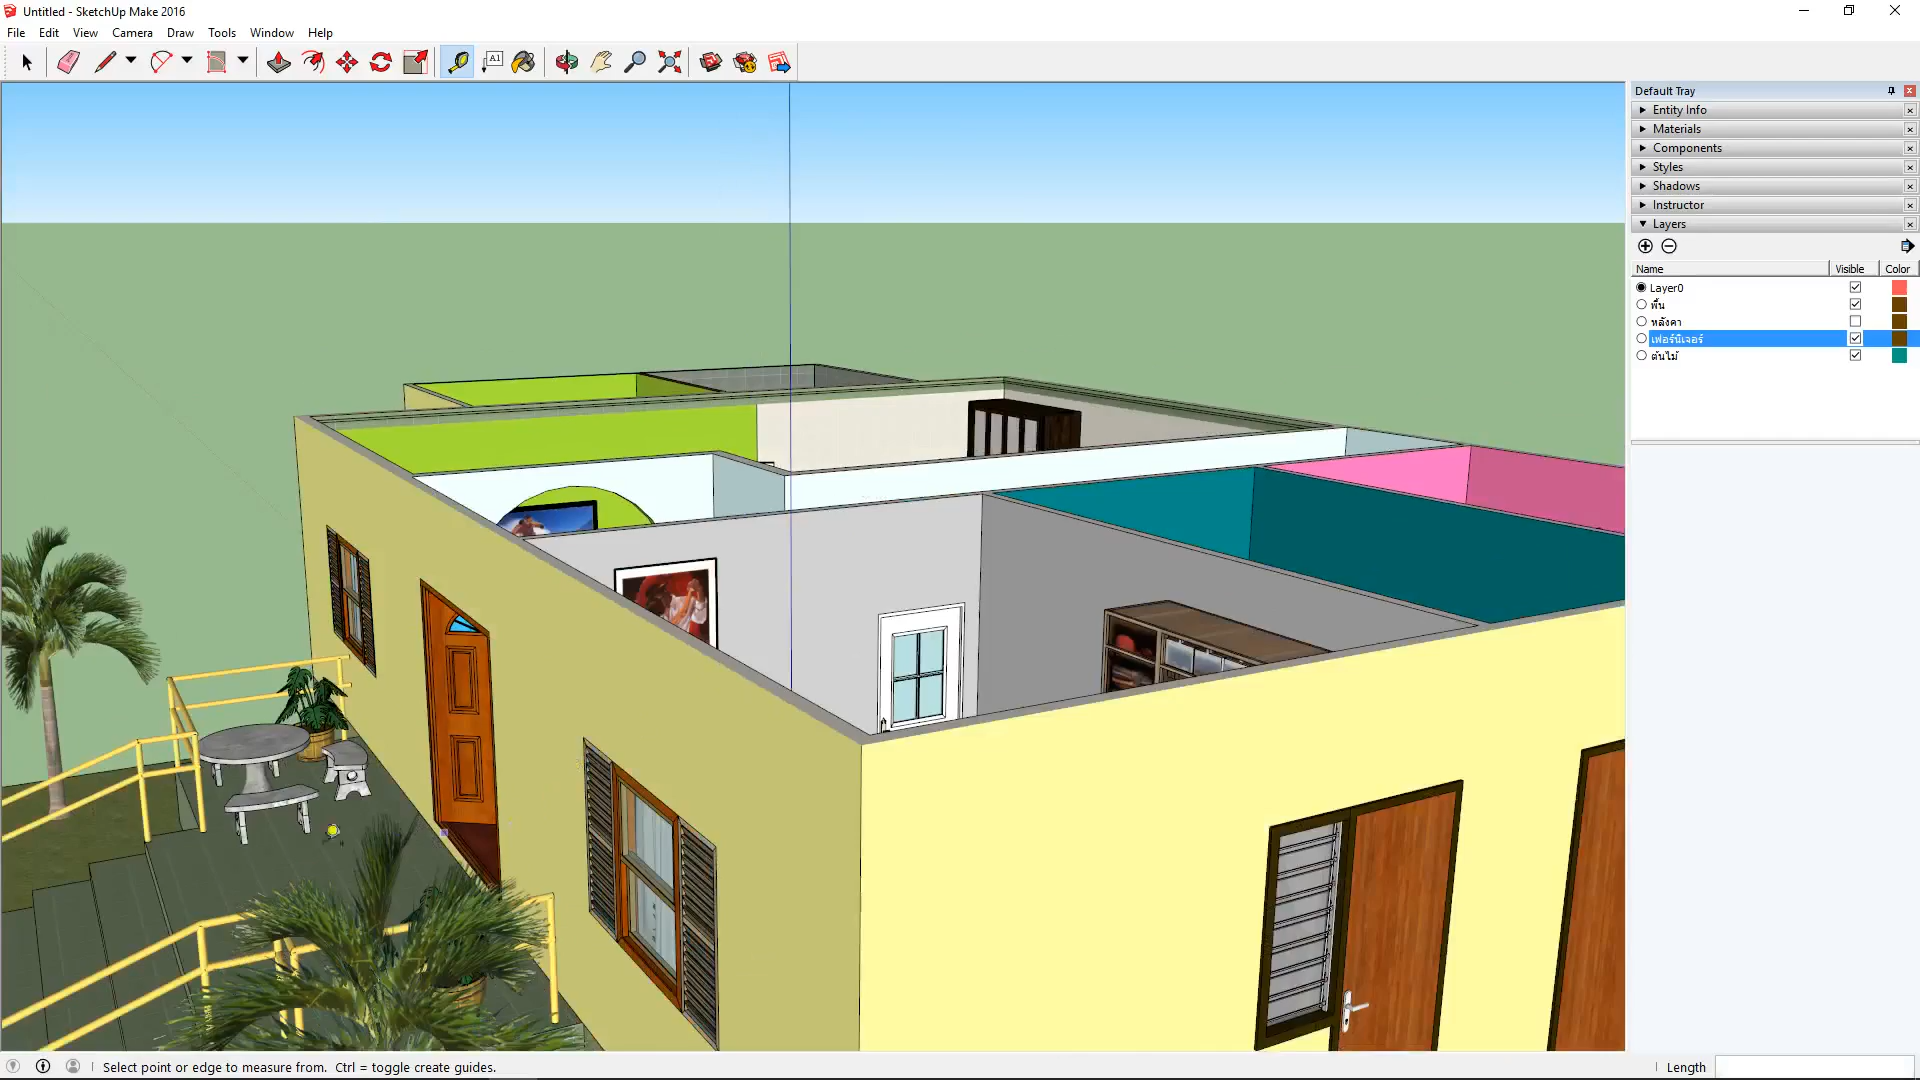 Untitled - SketchUp Make 2016
File Edit View Camera Draw Tools Window Help
A1
Default Tray
Entity Info
Materials
Components
Styles
Shadows
Instructor
Layers
Name Visible Color
Layer0
พื้น
หลังคา
เฟอร์นิเจอร์
ต้นไม้
Select point or edge to measure from. Ctrl = toggle create guides.
Length